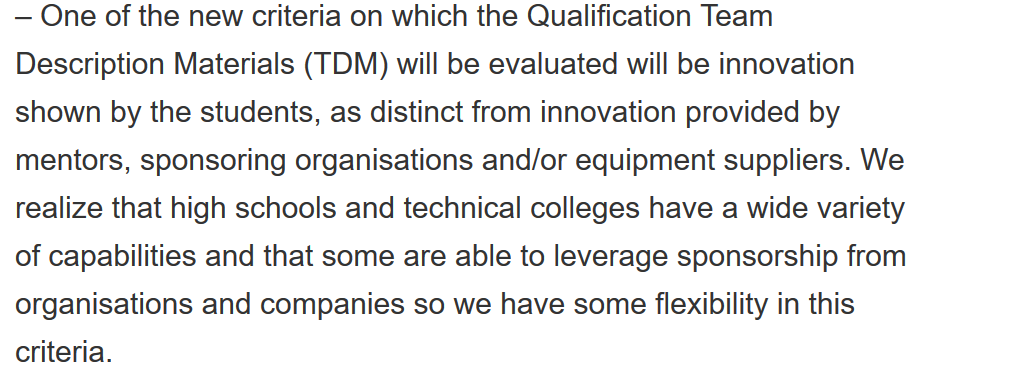 – One of the new criteria on which the Qualification Team
Description Materials (TDM) will be evaluated will be innovation
shown by the students, as distinct from innovation provided by
mentors, sponsoring organisations and/or equipment suppliers. We
realize that high schools and technical colleges have a wide variety
of capabilities and that some are able to leverage sponsorship from
organisations and companies so we have some flexibility in this
criteria.